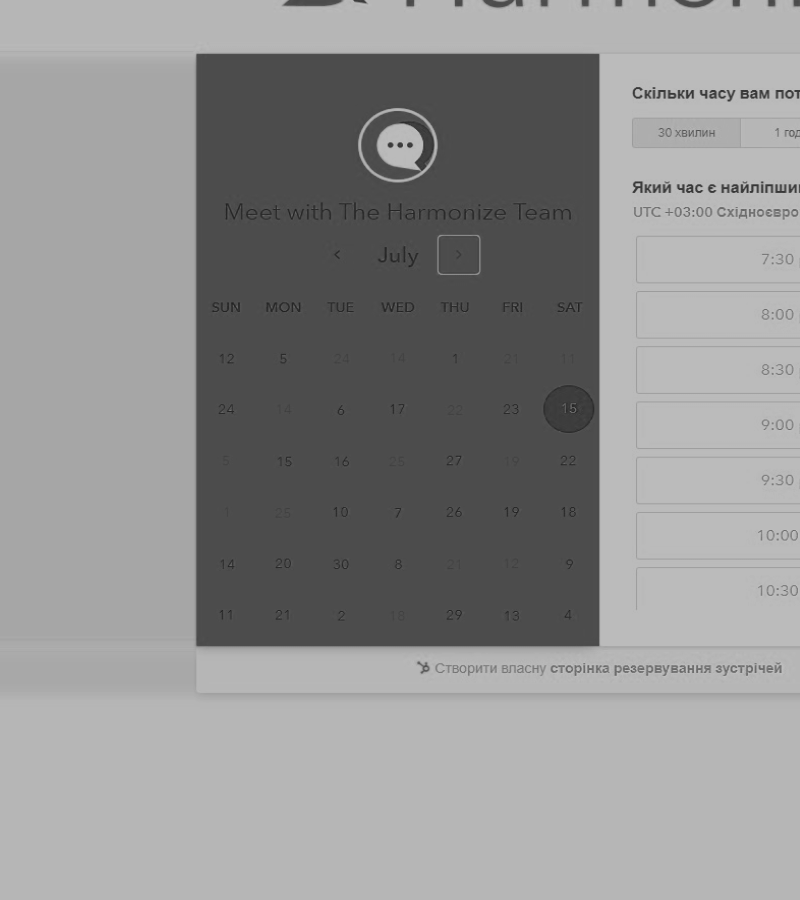 Meet with The Harmonize Team
July
SUN MON TUE WED THU FRI SAT
12 5 24 14 1 21 11
24 14 6 17 22 23 15
5 15 16 25 27 19 22
1 25 10 7 26 19 18
14 20 30 8 21 12 9
11 21 2 13 29 13 4
Скільки часу вам пот
30 хвилин 1 год
Який час є найліпши
UTC +03:00 Східноєвро
7:30
8:00
8:30
9:00
9:30
10:00
10:30
Створити власну сторінка резервування зустрічей